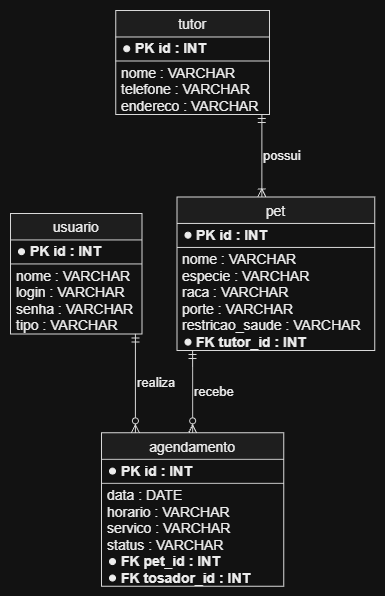 tutor
PK id : INT
nome : VARCHAR
telefone : VARCHAR
endereco : VARCHAR
possui
pet
PK id : INT
nome : VARCHAR
especie : VARCHAR
raca : VARCHAR
porte : VARCHAR
restricao_saude : VARCHAR
FK tutor_id : INT
usuario
PK id : INT
nome : VARCHAR
login : VARCHAR
senha : VARCHAR
tipo : VARCHAR
realiza
recebe
agendamento
PK id : INT
data : DATE
horario : VARCHAR
servico : VARCHAR
status : VARCHAR
FK pet_id : INT
FK tosador_id : INT